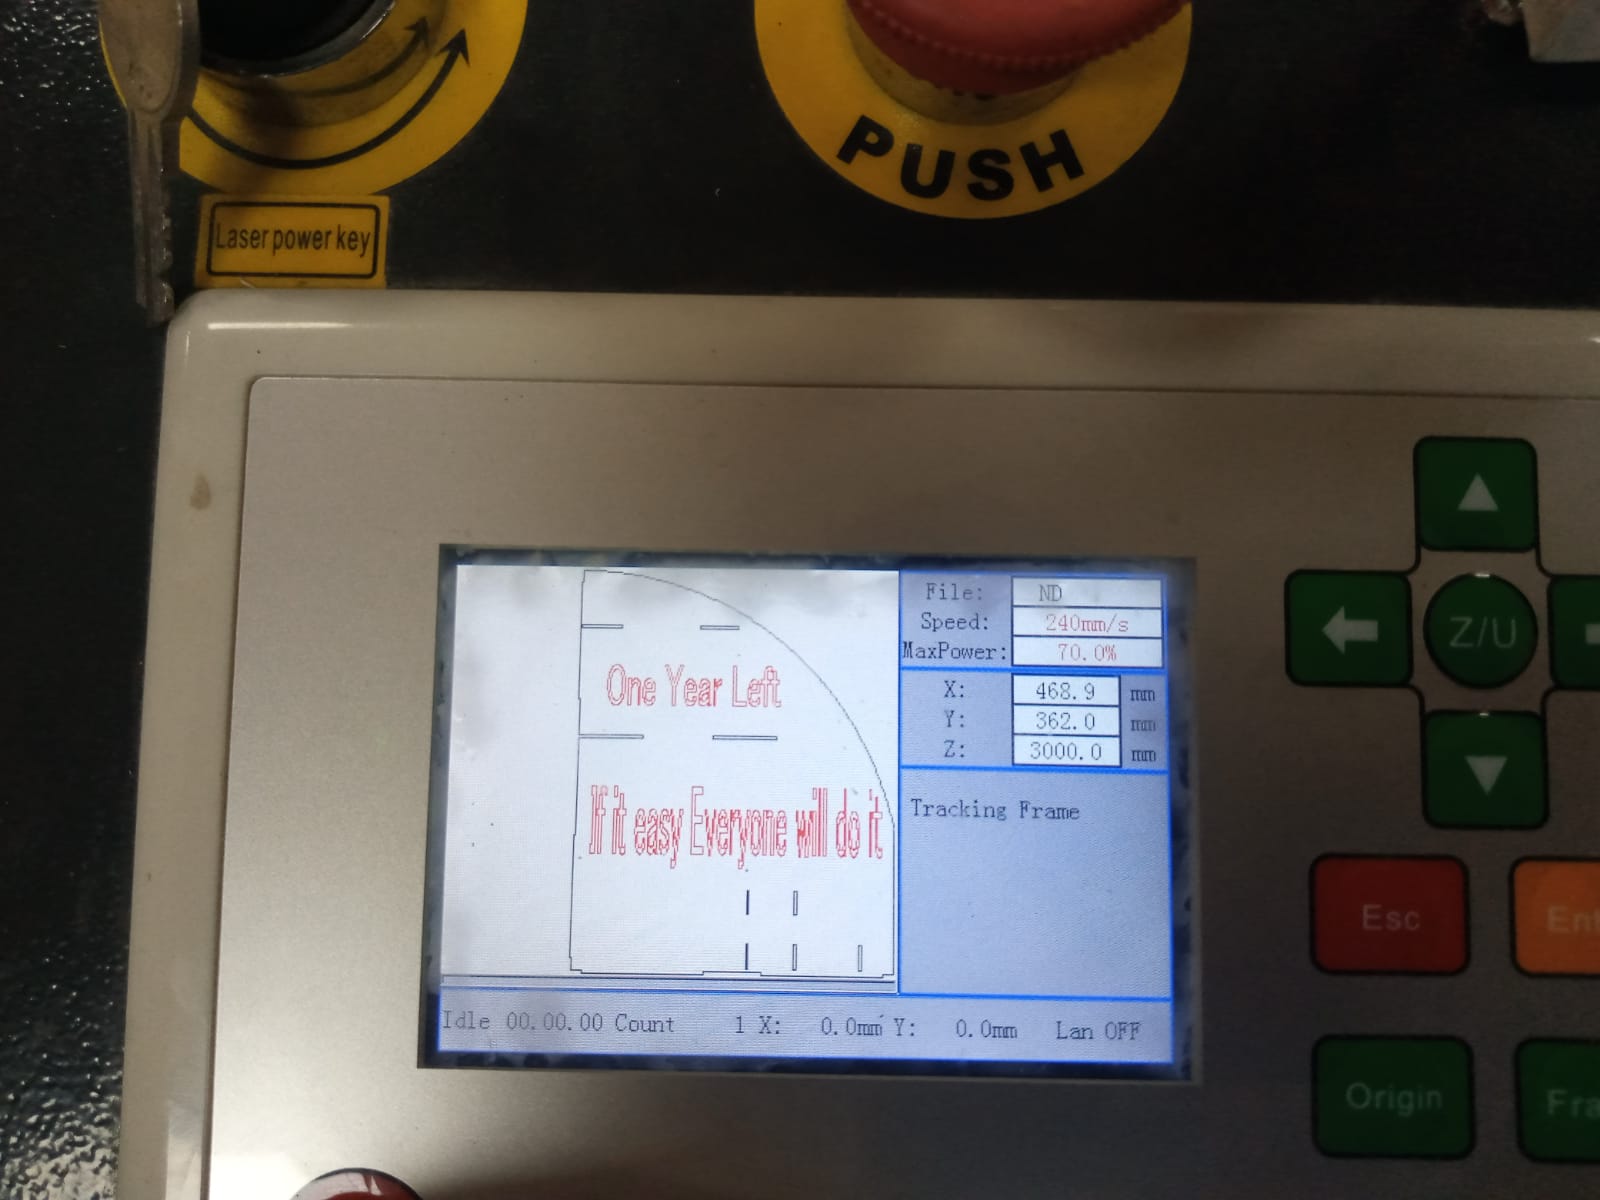 PUSH
Laser power key
File: ND
Speed: 240mm/s
MaxPower: 70.0%
X: 468.9 mm
Y: 362.0 mm
Z: 3000.0 mm
One Year Left
If it easy Everyone will do it
Tracking Frame
Idle 00.00.00 Count 1 X: 0.0mm Y: 0.0mm Lan OFF
Z/U
Esc
Ent
Origin
Fra